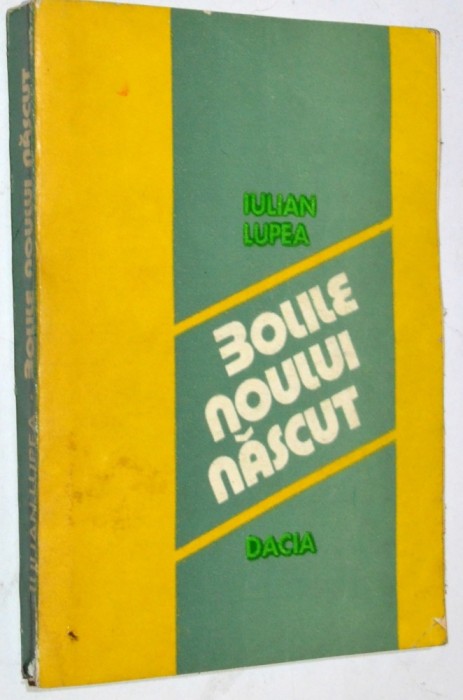 IULIAN
LUPEA
BOLILE
NOULUI
NĂSCUT
DACIA
IULIAN LUPEA BOLILE NOULUI NĂSCUT